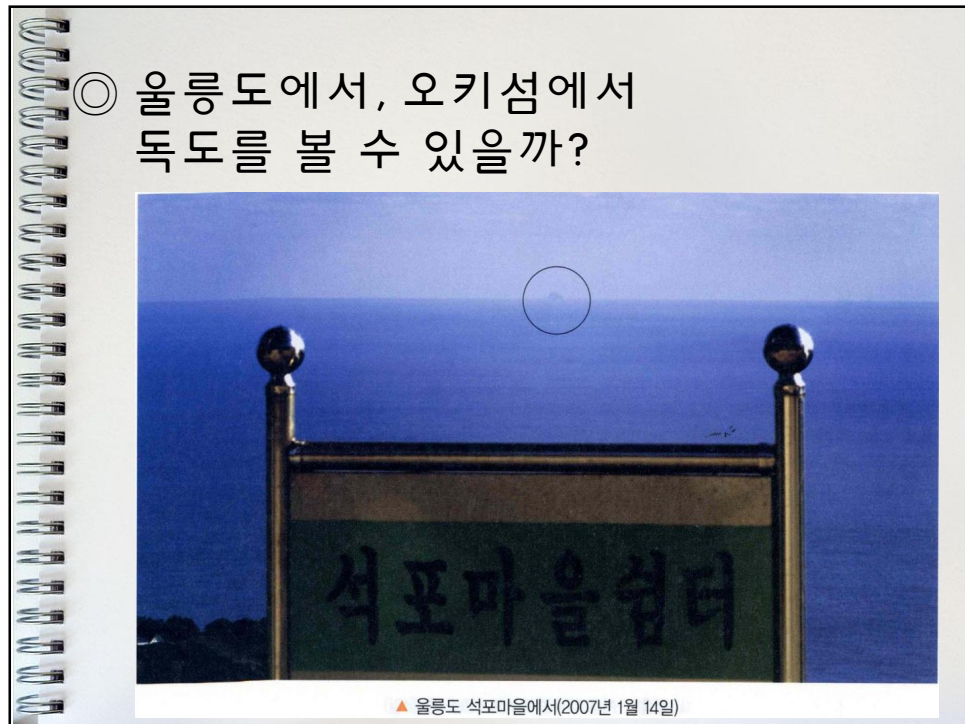 ◎ 울릉도에서, 오키섬에서
독도를 볼 수 있을까?
석포마을쉼터
▲ 울릉도 석포마을에서(2007년 1월 14일)